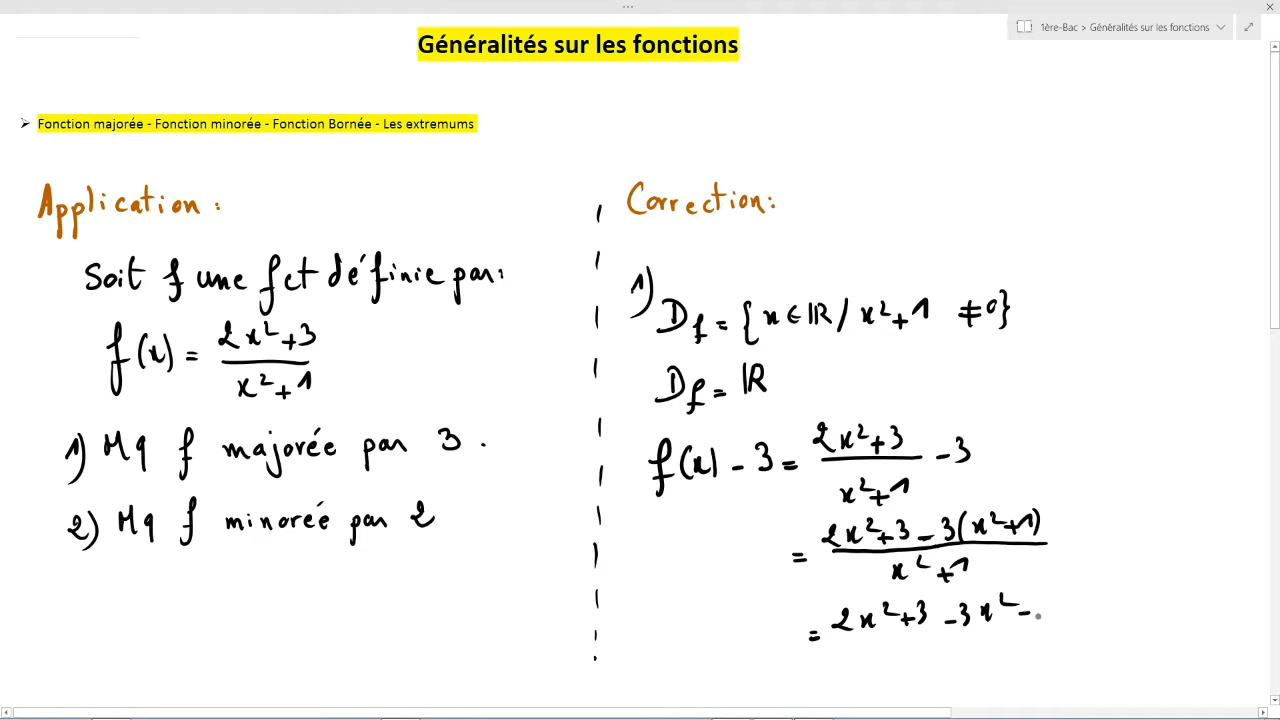 1ère-Bac > Généralités sur les fonctions
Généralités sur les fonctions
➢ Fonction majorée - Fonction minorée - Fonction Bornée - Les extremums
Application :
Soit f une fct définie par :
f(x) = (2x²+3)/(x²+1)
1) Mq f majorée par 3 .
2) Mq f minorée par 2
Correction :
1)
Df = {x ∈ ℝ / x²+1 ≠ 0}
Df = ℝ
f(x) - 3 = (2x²+3)/(x²+1) - 3
= (2x²+3 - 3(x²+1))/(x²+1)
= 2x²+3 - 3x² -